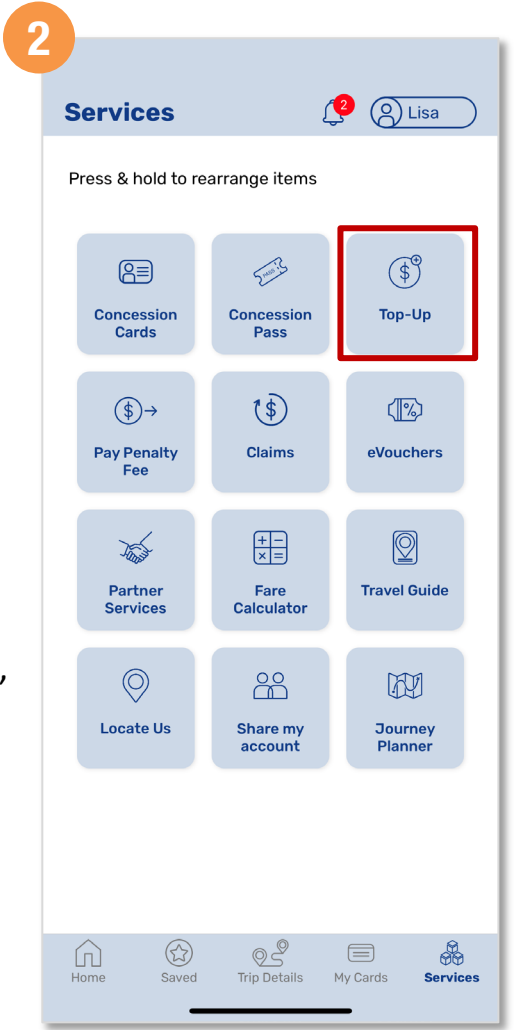 2
Services
2
Lisa
Press & hold to rearrange items
Concession
Cards
Concession
Pass
PASS
Top-Up
$
Pay Penalty
Fee
$
Claims
$
eVouchers
%
Partner
Services
Fare
Calculator
Travel Guide
,
Locate Us
Share my
account
Journey
Planner
Home
Saved
Trip Details
My Cards
Services